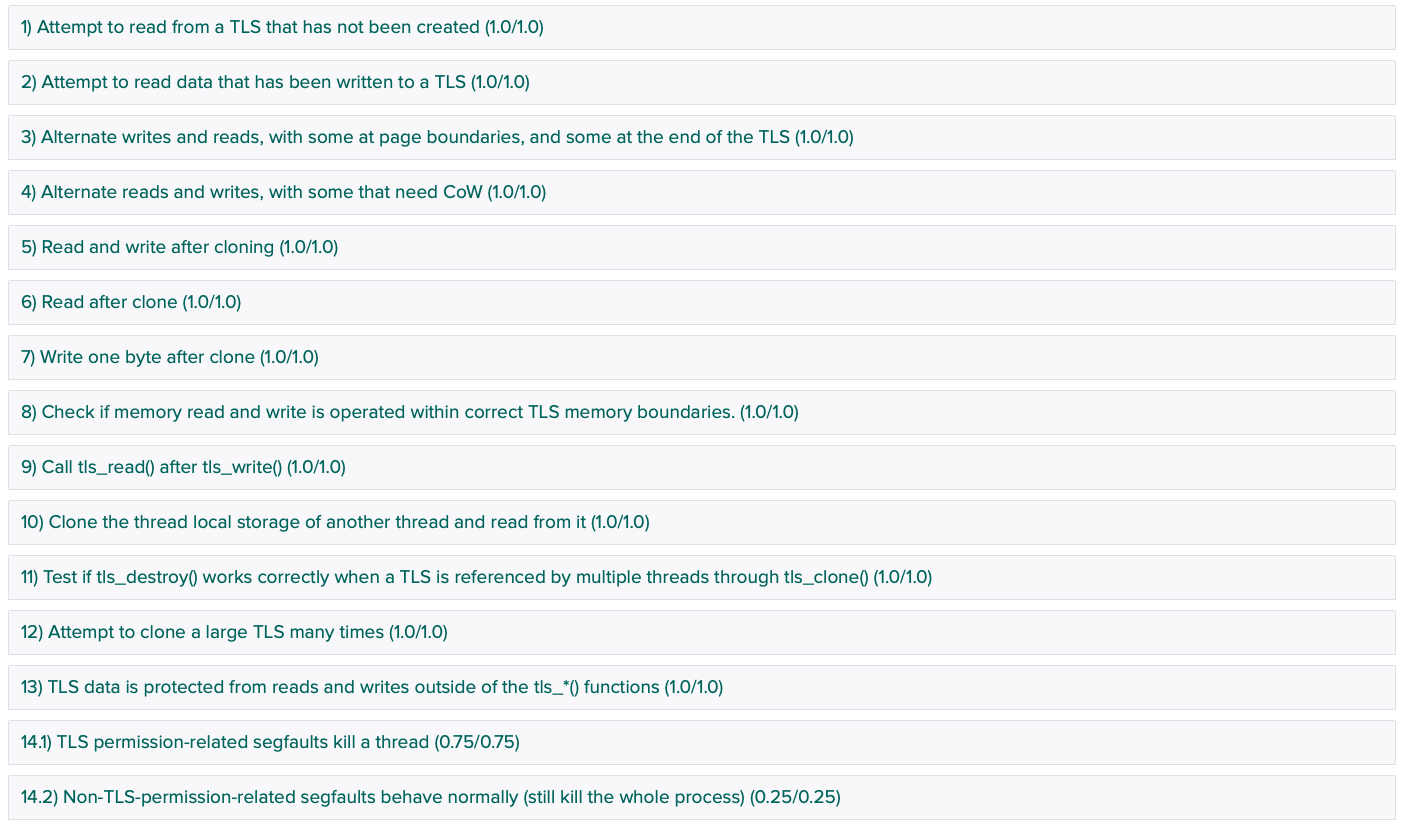 1) Attempt to read from a TLS that has not been created (1.0/1.0)
2) Attempt to read data that has been written to a TLS (1.0/1.0)
3) Alternate writes and reads, with some at page boundaries, and some at the end of the TLS (1.0/1.0)
4) Alternate reads and writes, with some that need CoW (1.0/1.0)
5) Read and write after cloning (1.0/1.0)
6) Read after clone (1.0/1.0)
7) Write one byte after clone (1.0/1.0)
8) Check if memory read and write is operated within correct TLS memory boundaries. (1.0/1.0)
9) Call tls_read() after tls_write() (1.0/1.0)
10) Clone the thread local storage of another thread and read from it (1.0/1.0)
11) Test if tls_destroy() works correctly when a TLS is referenced by multiple threads through tls_clone() (1.0/1.0)
12) Attempt to clone a large TLS many times (1.0/1.0)
13) TLS data is protected from reads and writes outside of the tls_*() functions (1.0/1.0)
14.1) TLS permission-related segfaults kill a thread (0.75/0.75)
14.2) Non-TLS-permission-related segfaults behave normally (still kill the whole process) (0.25/0.25)